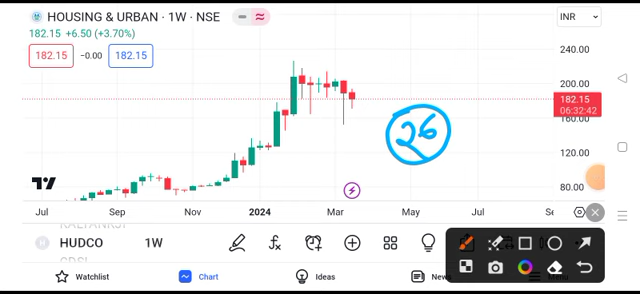 HOUSING & URBAN · 1W · NSE
INR
182.15 +6.50 (+3.70%)
182.15 −0.00 182.15
240.00
200.00
182.15
06:32:42
160.00
120.00
80.00
26
Jul Sep Nov 2024 Mar May Jul
HUDCO 1W
Watchlist Chart Ideas News